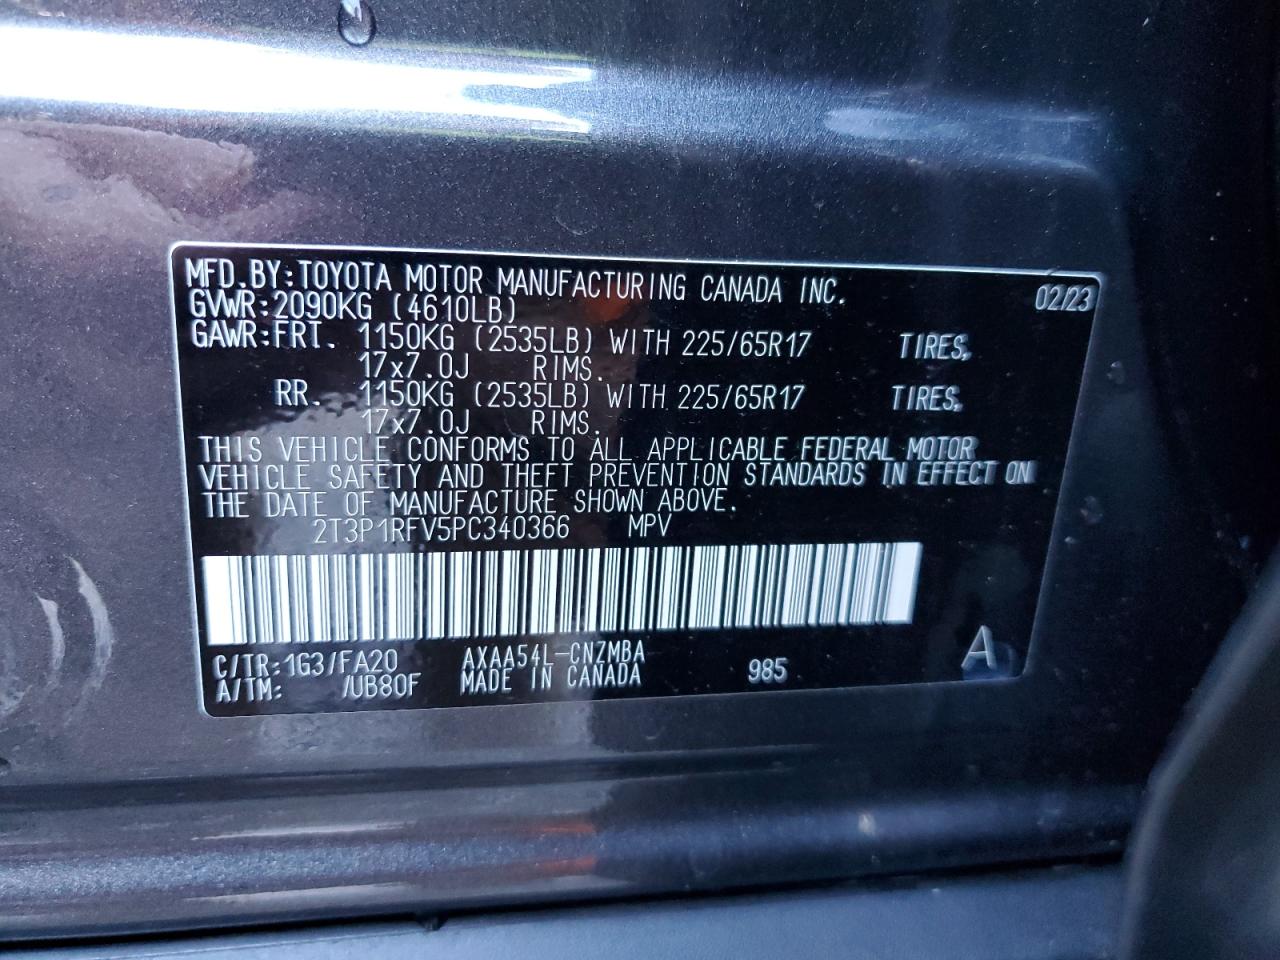 MFD.BY:TOYOTA MOTOR MANUFACTURING CANADA INC. 02/23
GVWR:2090KG (4610LB)
GAWR:FRT. 1150KG (2535LB) WITH 225/65R17 TIRES,
17x7.0J RIMS.
RR. 1150KG (2535LB) WITH 225/65R17 TIRES,
17x7.0J RIMS.
THIS VEHICLE CONFORMS TO ALL APPLICABLE FEDERAL MOTOR
VEHICLE SAFETY AND THEFT PREVENTION STANDARDS IN EFFECT ON
THE DATE OF MANUFACTURE SHOWN ABOVE.
2T3P1RFV5PC340366 MPV
C/TR:1G3/FA20 AXAA54L-CNZMBA 985 A
A/TM: /UB80F MADE IN CANADA